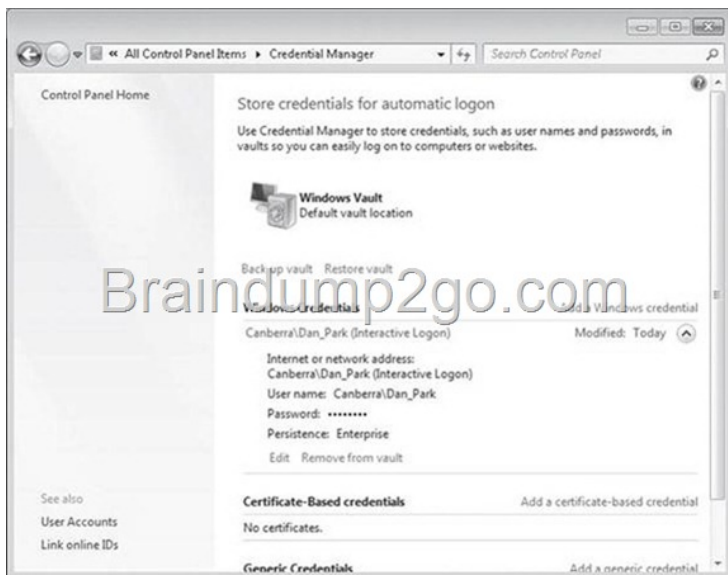 « All Control Panel Items ▸ Credential Manager
Search Control Panel
Control Panel Home
Store credentials for automatic logon
Use Credential Manager to store credentials, such as user names and passwords, in
vaults so you can easily log on to computers or websites.
Windows Vault
Default vault location
Back up vault Restore vault
Braindump2go.com
Windows Credentials Add a Windows credential
Canberra\Dan_Park (Interactive Logon) Modified: Today
Internet or network address:
Canberra\Dan_Park (Interactive Logon)
User name: Canberra\Dan_Park
Password: ••••••••
Persistence: Enterprise
Edit Remove from vault
Certificate-Based credentials Add a certificate-based credential
No certificates.
Generic Credentials Add a generic credential
See also
User Accounts
Link online IDs